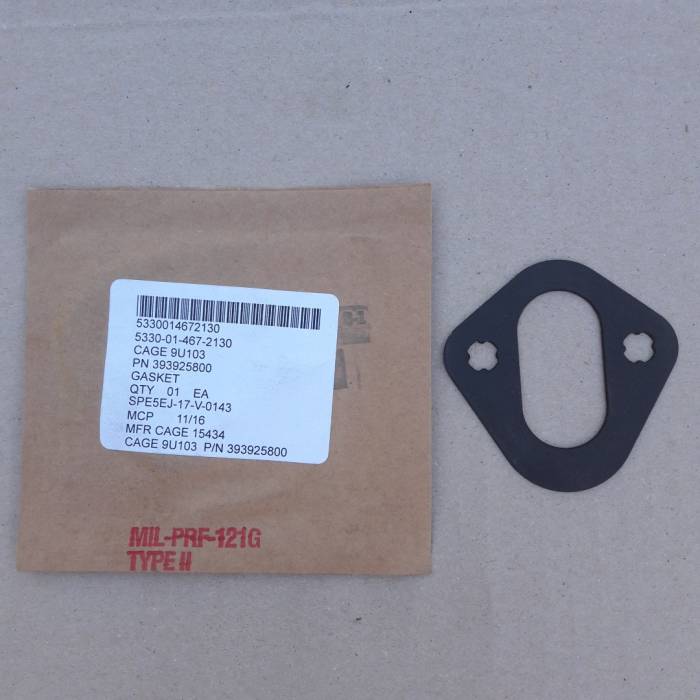 5330014672130
5330-01-467-2130
CAGE 9U103
PN 393925800
GASKET
QTY 01 EA
SPE5EJ-17-V-0143
MCP 11/16
MFR CAGE 15434
CAGE 9U103 P/N 393925800
MIL-PRF-121G
TYPE II